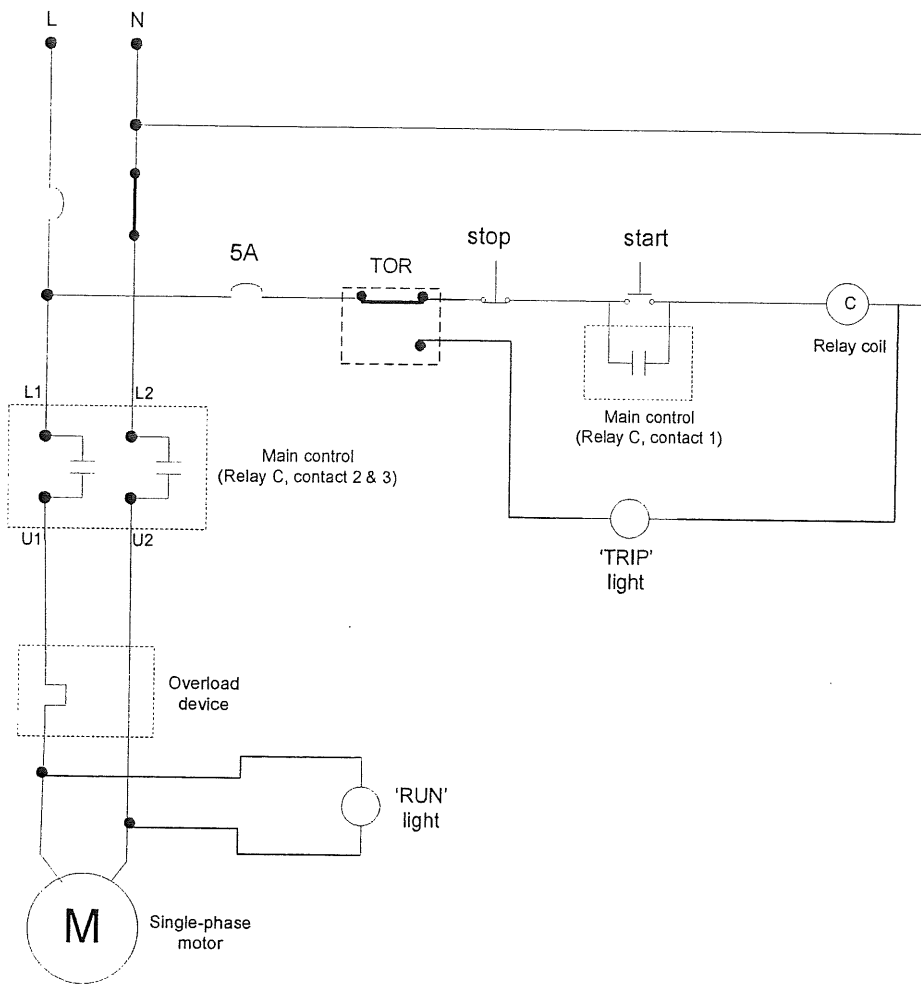 L N
5A
TOR
stop
start
C
Relay coil
L1 L2
Main control
(Relay C, contact 2 & 3)
Main control
(Relay C, contact 1)
U1 U2
'TRIP'
light
Overload
device
'RUN'
light
M
Single-phase
motor